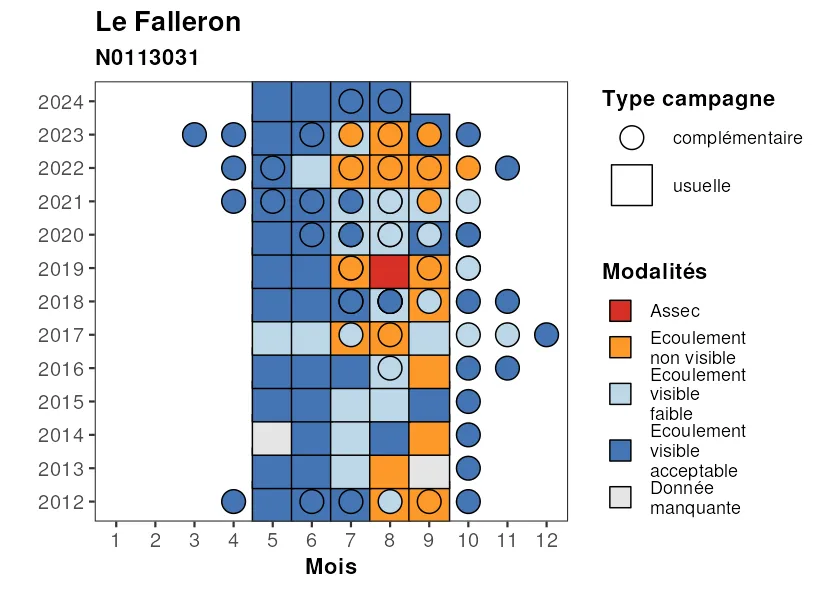 Le Falleron
N0113031
2024
2023
2022
2021
2020
2019
2018
2017
2016
2015
2014
2013
2012
1 2 3 4 5 6 7 8 9 10 11 12
Mois
Type campagne
complémentaire
usuelle
Modalités
Assec
Ecoulement
non visible
Ecoulement
visible
faible
Ecoulement
visible
acceptable
Donnée
manquante